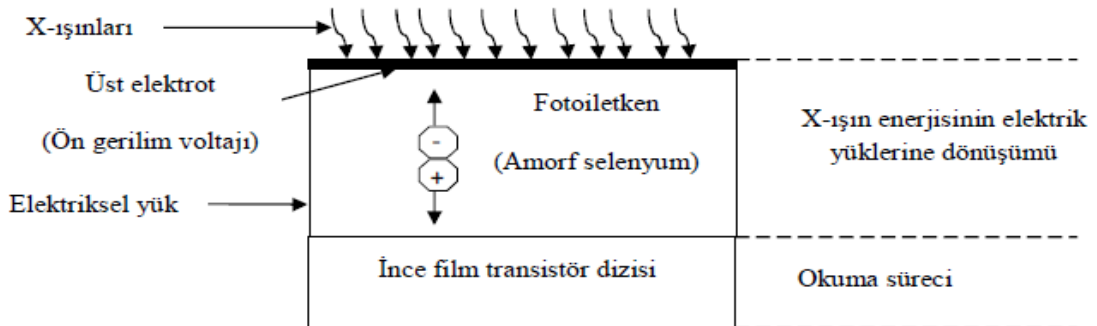 X-ışınları
Üst elektrot
(Ön gerilim voltajı)
Elektriksel yük
Fotoiletken
(Amorf selenyum)
-
+
X-ışın enerjisinin elektrik
yüklerine dönüşümü
İnce film transistör dizisi
Okuma süreci